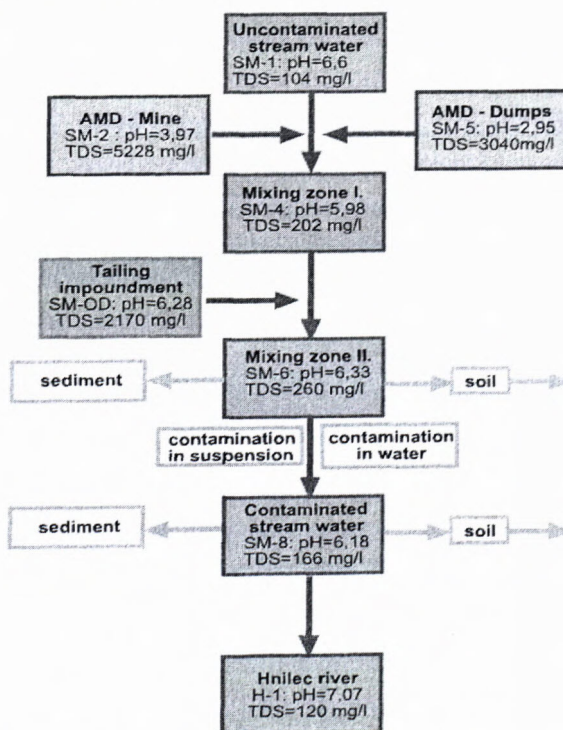 Uncontaminated
stream water
SM-1: pH=6,6
TDS=104 mg/l
AMD - Mine
SM-2 : pH=3,97
TDS=5228 mg/l
AMD - Dumps
SM-5: pH=2,95
TDS=3040mg/l
Mixing zone I.
SM-4: pH=5,98
TDS=202 mg/l
Tailing
impoundment
SM-OD: pH=6,28
TDS=2170 mg/l
Mixing zone II.
SM-6: pH=6,33
TDS=260 mg/l
sediment
soil
contamination
in suspension
contamination
in water
Contaminated
stream water
SM-8: pH=6,18
TDS=166 mg/l
sediment
soil
Hnilec river
H-1: pH=7,07
TDS=120 mg/l